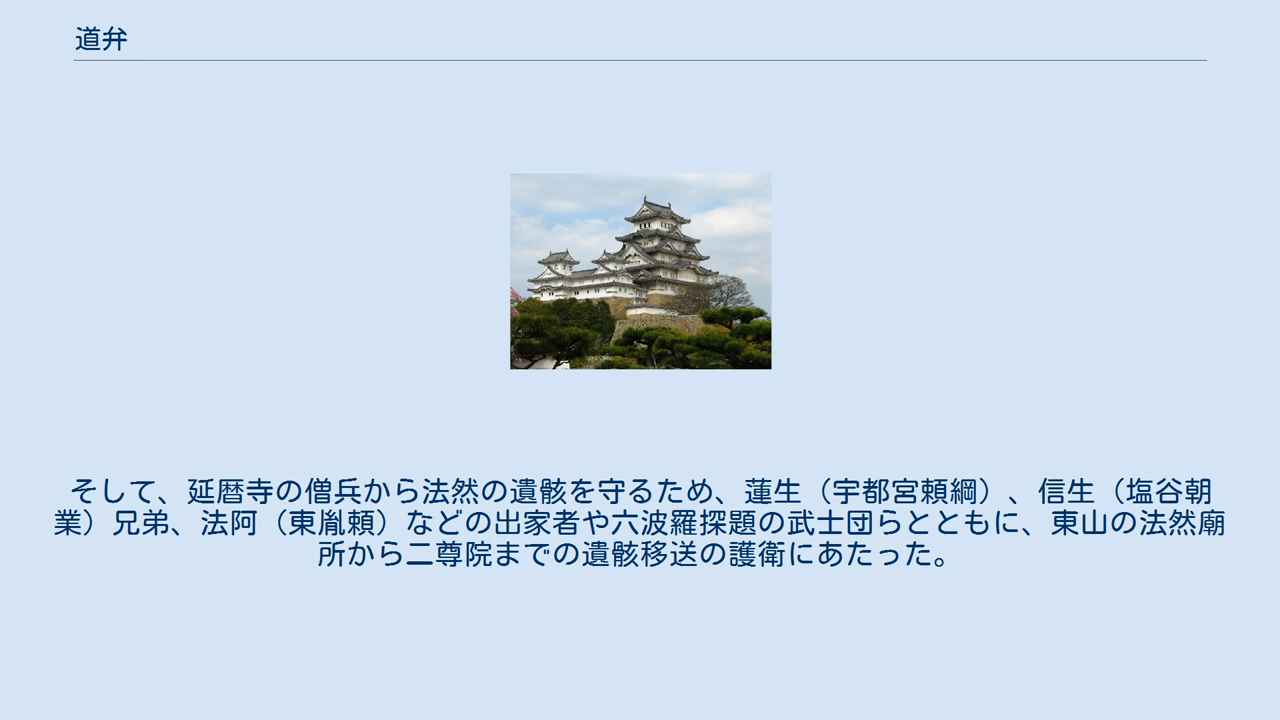 道弁
そして、延暦寺の僧兵から法然の遺骸を守るため、蓮生（宇都宮頼綱）、信生（塩谷朝
業）兄弟、法阿（東胤頼）などの出家者や六波羅探題の武士団らとともに、東山の法然廟
所から二尊院までの遺骸移送の護衛にあたった。